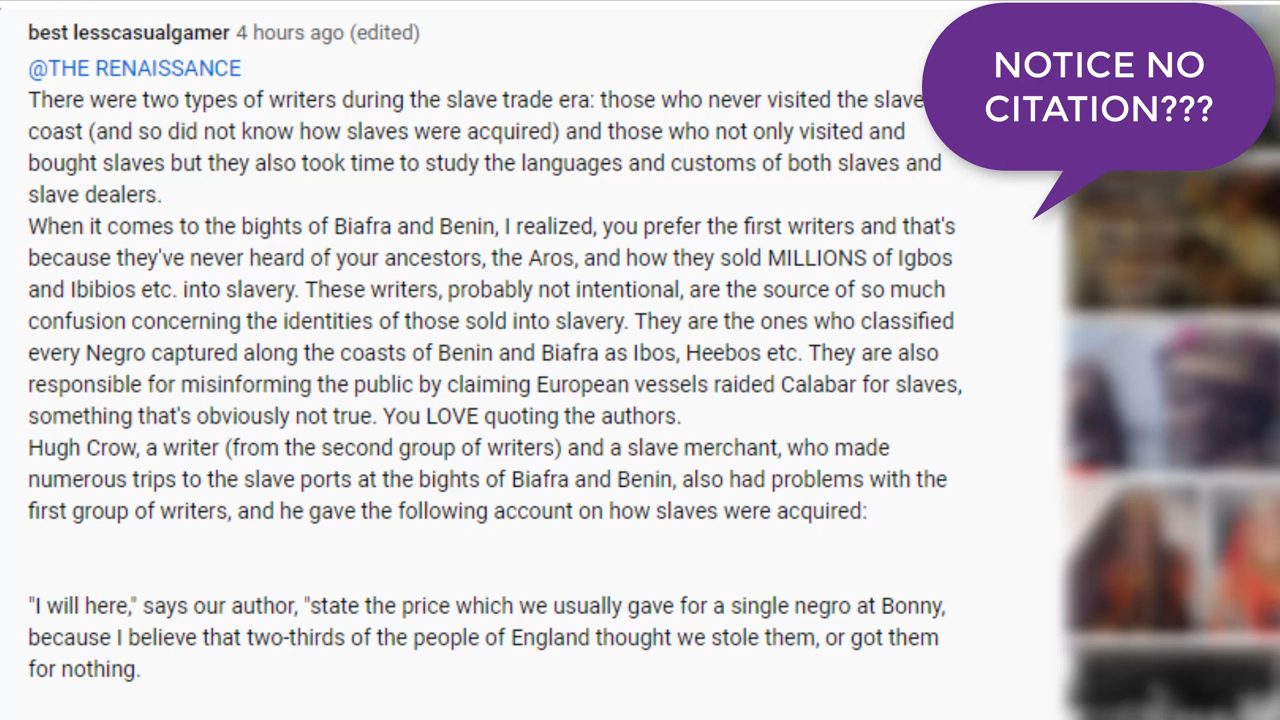 best lesscasualgamer 4 hours ago (edited)
@THE RENAISSANCE
There were two types of writers during the slave trade era: those who never visited the slave
coast (and so did not know how slaves were acquired) and those who not only visited and
bought slaves but they also took time to study the languages and customs of both slaves and
slave dealers.
When it comes to the bights of Biafra and Benin, I realized, you prefer the first writers and that's
because they've never heard of your ancestors, the Aros, and how they sold MILLIONS of Igbos
and Ibibios etc. into slavery. These writers, probably not intentional, are the source of so much
confusion concerning the identities of those sold into slavery. They are the ones who classified
every Negro captured along the coasts of Benin and Biafra as Ibos, Heebos etc. They are also
responsible for misinforming the public by claiming European vessels raided Calabar for slaves,
something that's obviously not true. You LOVE quoting the authors.
Hugh Crow, a writer (from the second group of writers) and a slave merchant, who made
numerous trips to the slave ports at the bights of Biafra and Benin, also had problems with the
first group of writers, and he gave the following account on how slaves were acquired:
"I will here," says our author, "state the price which we usually gave for a single negro at Bonny,
because I believe that two-thirds of the people of England thought we stole them, or got them
for nothing.
NOTICE NO
CITATION???